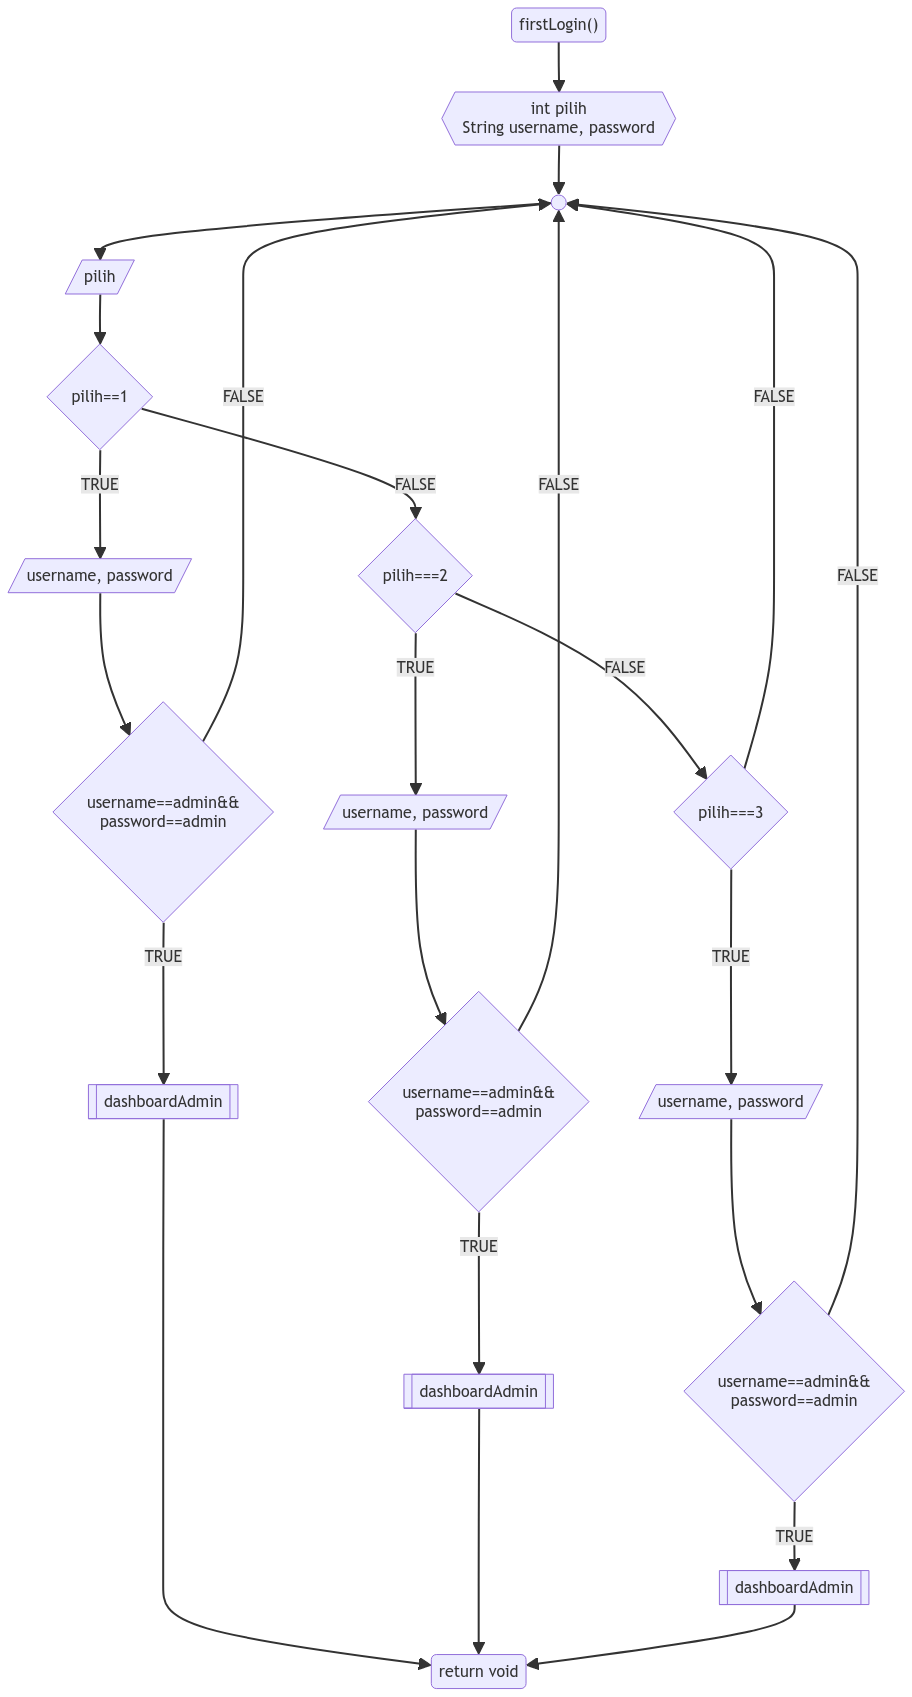 firstLogin()
int pilih
String username, password
pilih
pilih==1
FALSE
FALSE
TRUE
FALSE
FALSE
username, password
pilih===2
FALSE
TRUE
FALSE
username==admin&&
password==admin
username, password
pilih===3
TRUE
TRUE
dashboardAdmin
username==admin&&
password==admin
username, password
TRUE
dashboardAdmin
username==admin&&
password==admin
TRUE
dashboardAdmin
return void